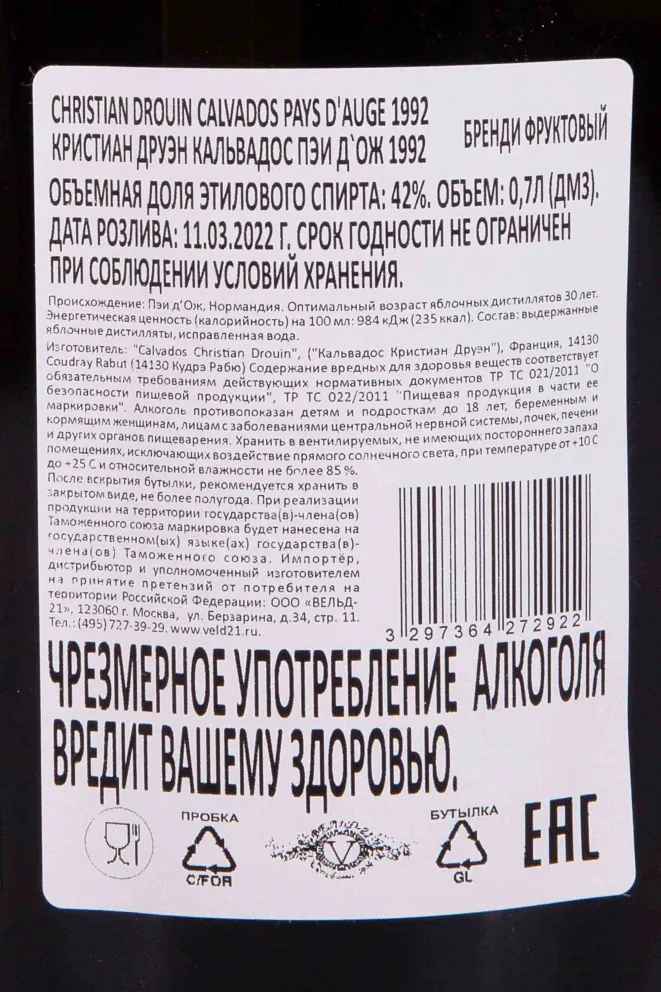 CHRISTIAN DROUIN CALVADOS PAYS D'AUGE 1992
КРИСТИАН ДРУЭН КАЛЬВАДОС ПЭИ Д`ОЖ 1992
БРЕНДИ ФРУКТОВЫЙ
ОБЪЕМНАЯ ДОЛЯ ЭТИЛОВОГО СПИРТА: 42%. ОБЪЕМ: 0,7Л (ДМ3).
ДАТА РОЗЛИВА: 11.03.2022 Г. СРОК ГОДНОСТИ НЕ ОГРАНИЧЕН
ПРИ СОБЛЮДЕНИИ УСЛОВИЙ ХРАНЕНИЯ.
Происхождение: Пэи д'Ож, Нормандия. Оптимальный возраст яблочных дистиллятов 30 лет.
Энергетическая ценность (калорийность) на 100 мл: 984 кДж (235 ккал). Состав: выдержанные
яблочные дистилляты, исправленная вода.
Изготовитель: "Calvados Christian Drouin", ("Кальвадос Кристиан Друэн"), Франция, 14130
Coudray Rabut (14130 Кудрэ Рабю) Содержание вредных для здоровья веществ соответствует
обязательным требованиям действующих нормативных документов ТР ТС 021/2011 "О
безопасности пищевой продукции", ТР ТС 022/2011 "Пищевая продукция в части ее
маркировки". Алкоголь противопоказан детям и подросткам до 18 лет, беременным и
кормящим женщинам, лицам с заболеваниями центральной нервной системы, почек, печени
и других органов пищеварения. Хранить в вентилируемых, не имеющих постороннего запаха
помещениях, исключающих воздействие прямого солнечного света, при температуре от +10 С
до +25 С и относительной влажности не более 85 %.
После вскрытия бутылки, рекомендуется хранить в
закрытом виде, не более полугода. При реализации
продукции на территории государства(в)-члена(ов)
Таможенного союза маркировка будет нанесена на
государственном(ых) языке(ах) государства(в)-
члена(ов) Таможенного союза. Импортёр,
дистрибьютор и уполномоченный изготовителем
на принятие претензий от потребителя на
территории Российской Федерации: ООО «ВЕЛЬД-
21», 123060 г. Москва, ул. Берзарина, д.34, стр. 11.
Тел.: (495) 727-39-29. www.veld21.ru.
3 297364 272922
ЧРЕЗМЕРНОЕ УПОТРЕБЛЕНИЕ АЛКОГОЛЯ
ВРЕДИТ ВАШЕМУ ЗДОРОВЬЮ.
ПРОБКА
C/FOR
V
БУТЫЛКА
GL
EAC